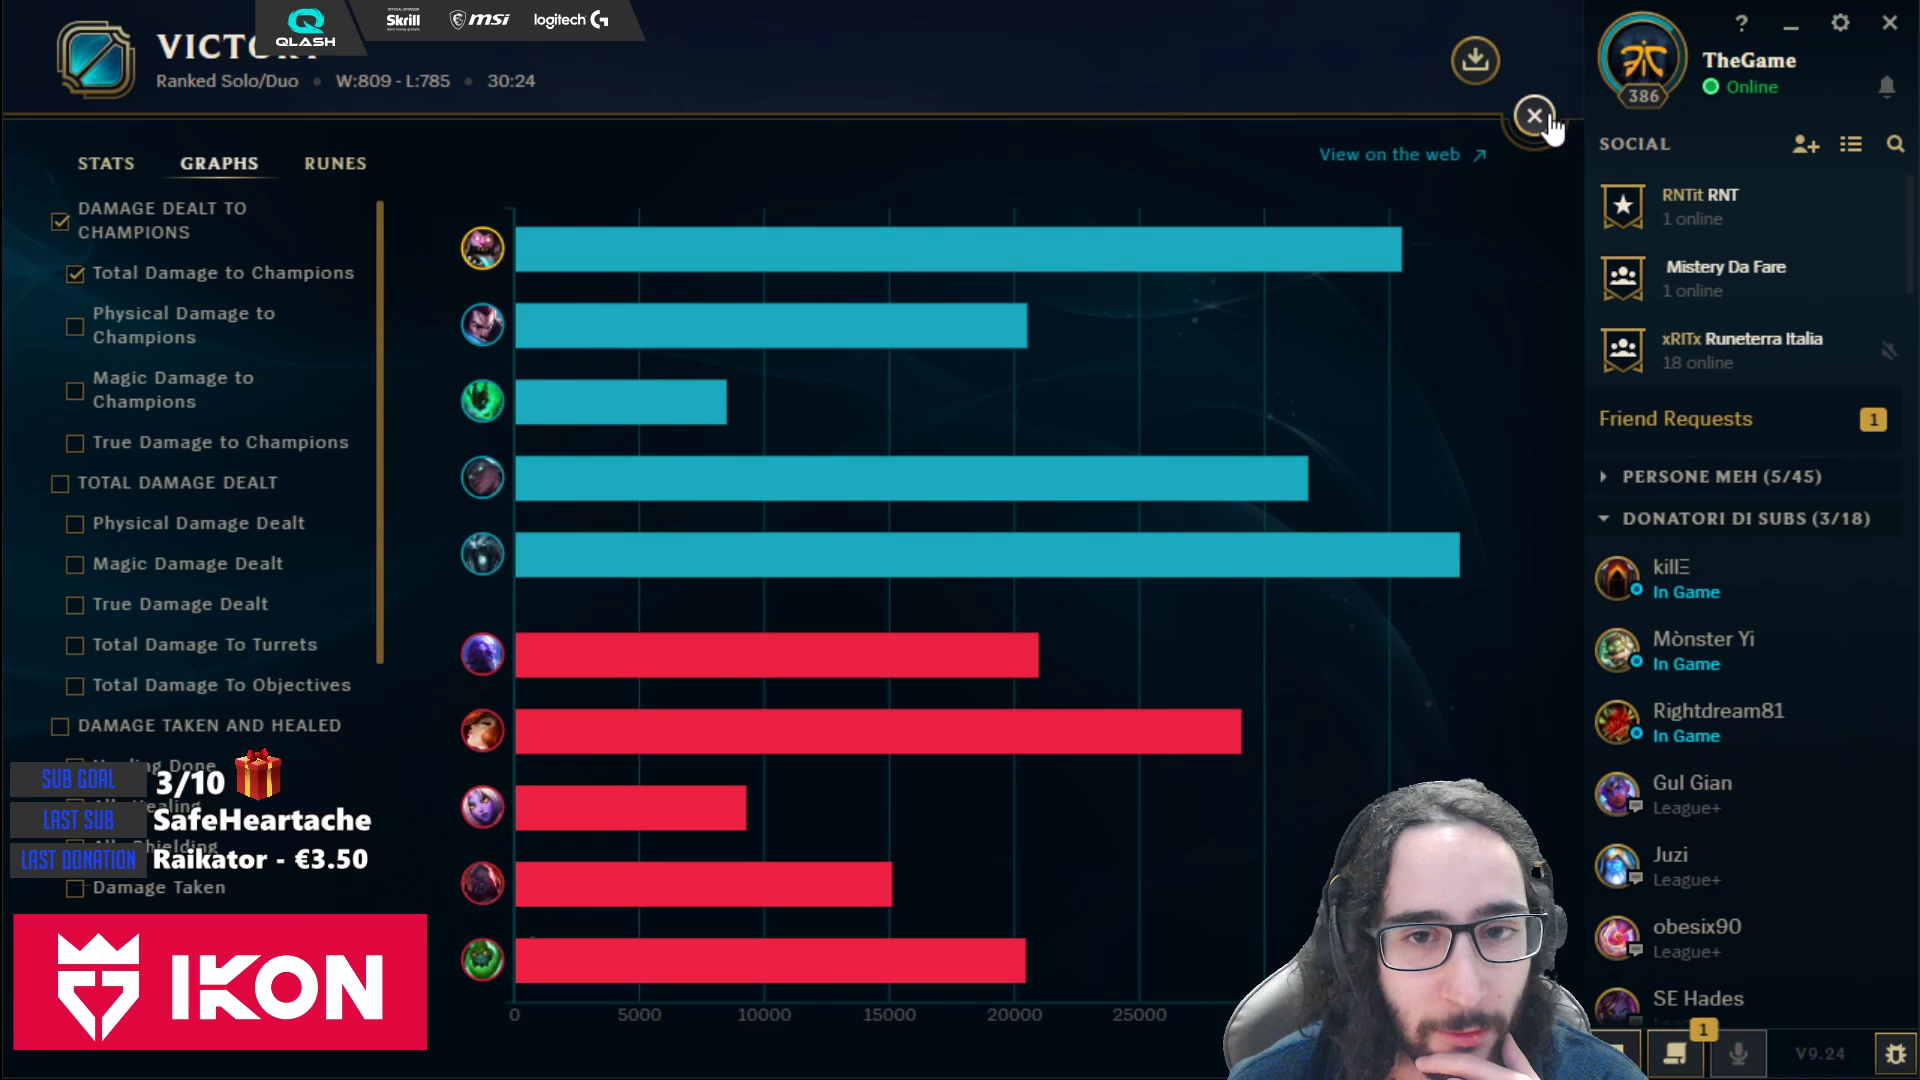 QLASH
OFFICIAL SPONSOR
Skrill
msi
logitech G
Ranked Solo/Duo • W:809 - L:785 • 30:24
TheGame
Online
386
SOCIAL
STATS
GRAPHS
RUNES
View on the web
DAMAGE DEALT TO
CHAMPIONS
Total Damage to Champions
Physical Damage to
Champions
Magic Damage to
Champions
True Damage to Champions
TOTAL DAMAGE DEALT
Physical Damage Dealt
Magic Damage Dealt
True Damage Dealt
Total Damage To Turrets
Total Damage To Objectives
DAMAGE TAKEN AND HEALED
Done
Damage Taken
SUB GOAL 3/10
LAST SUB SafeHeartache
LAST DONATION Raikator - €3.50
IKON
0
5000
10000
15000
20000
25000
RNTit RNT
1 online
Mistery Da Fare
1 online
xRITx Runeterra Italia
18 online
Friend Requests 1
PERSONE MEH (5/45)
DONATORI DI SUBS (3/18)
killΞ
In Game
Mònster Yi
In Game
Rightdream81
In Game
Gul Gian
League+
Juzi
League+
obesix90
League+
SE Hades
1
V9.24